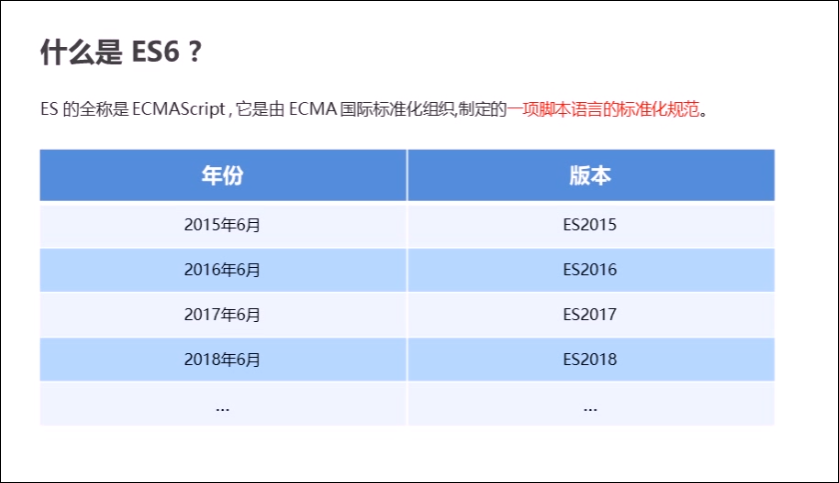 什么是 ES6 ?
ES 的全称是 ECMAScript , 它是由 ECMA 国际标准化组织,制定的一项脚本语言的标准化规范。
年份 版本
2015年6月 ES2015
2016年6月 ES2016
2017年6月 ES2017
2018年6月 ES2018
... ...